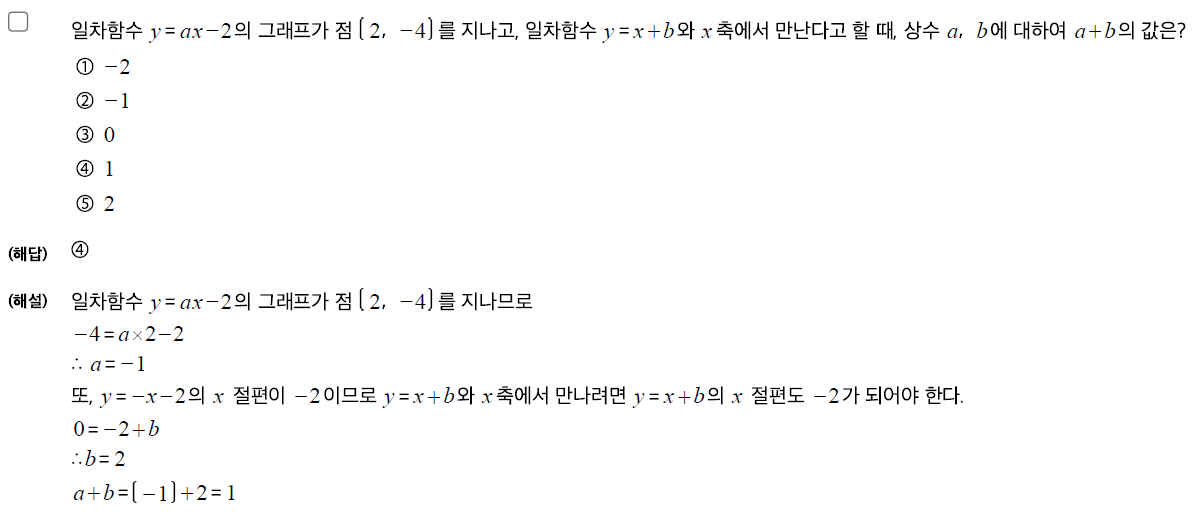 일차함수 y=ax-2의 그래프가 점 (2, -4)를 지나고, 일차함수 y=x+b와 x축에서 만난다고 할 때, 상수 a, b에 대하여 a+b의 값은?
① -2
② -1
③ 0
④ 1
⑤ 2
(해답) ④
(해설) 일차함수 y=ax-2의 그래프가 점 (2, -4)를 지나므로
-4=a×2-2
∴ a=-1
또, y=-x-2의 x 절편이 -2이므로 y=x+b와 x축에서 만나려면 y=x+b의 x 절편도 -2가 되어야 한다.
0=-2+b
∴b=2
a+b=(-1)+2=1